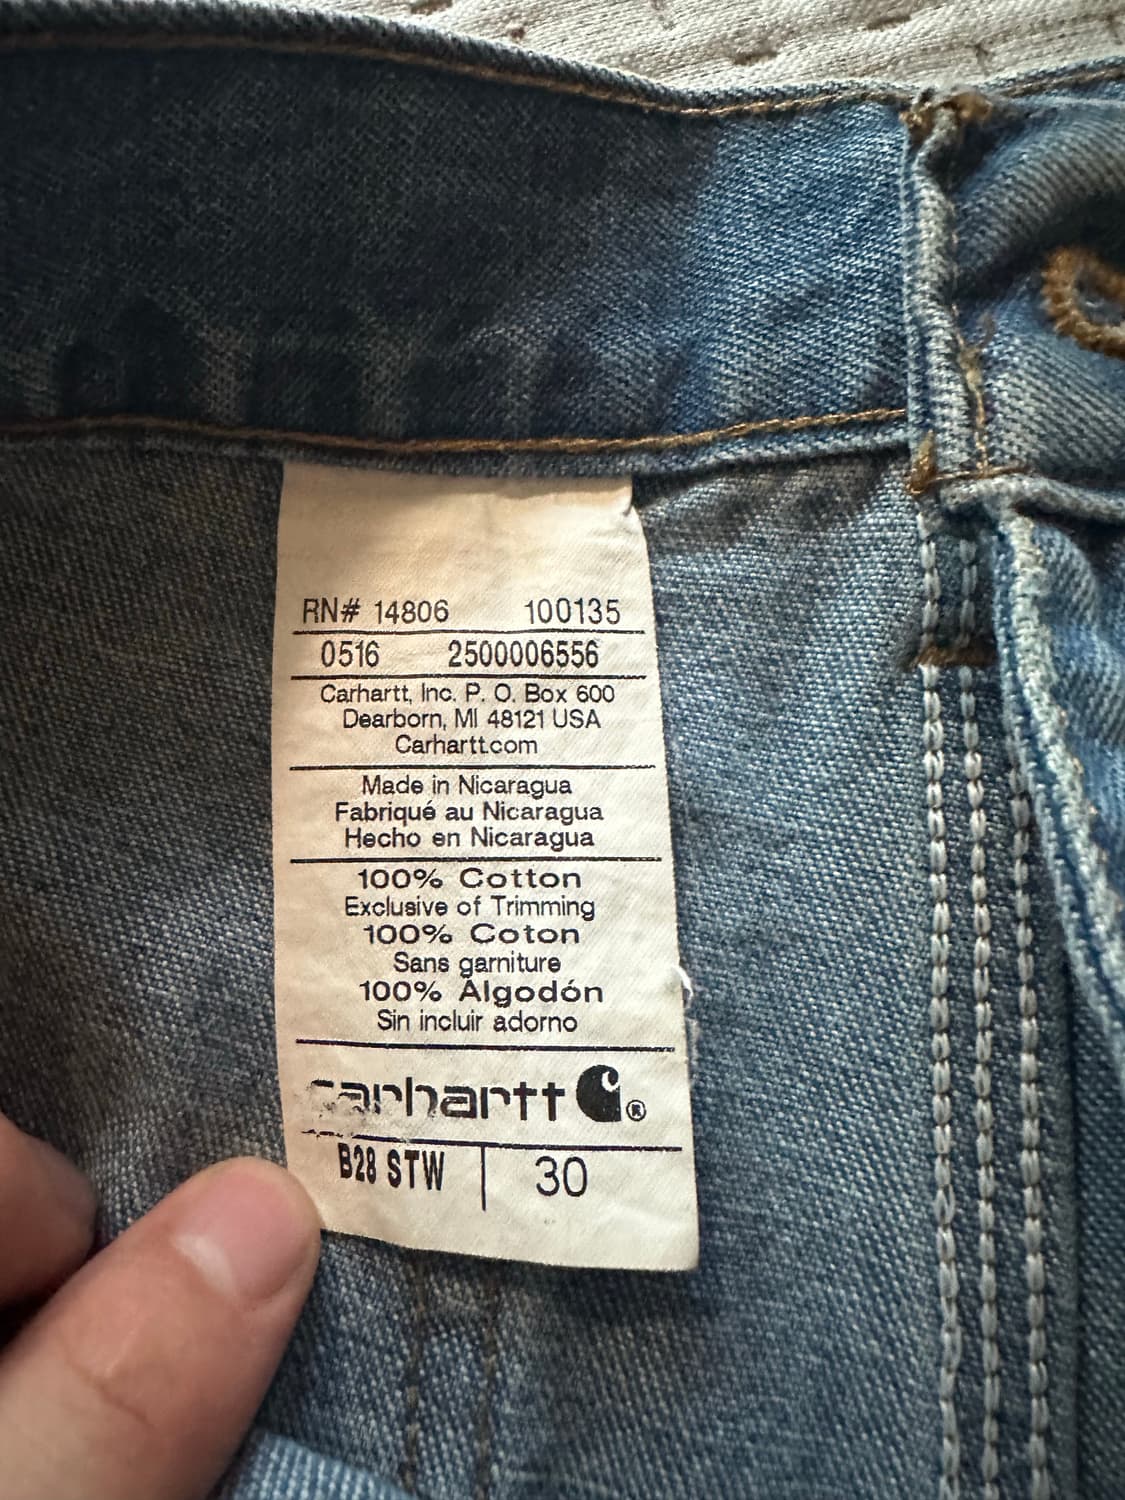 RN# 14806 100135
0516 2500006556
Carhartt, Inc. P. O. Box 600
Dearborn, MI 48121 USA
Carhartt.com
Made in Nicaragua
Fabriqué au Nicaragua
Hecho en Nicaragua
100% Cotton
Exclusive of Trimming
100% Coton
Sans garniture
100% Algodón
Sin incluir adorno
carhartt ®
B28 STW | 30